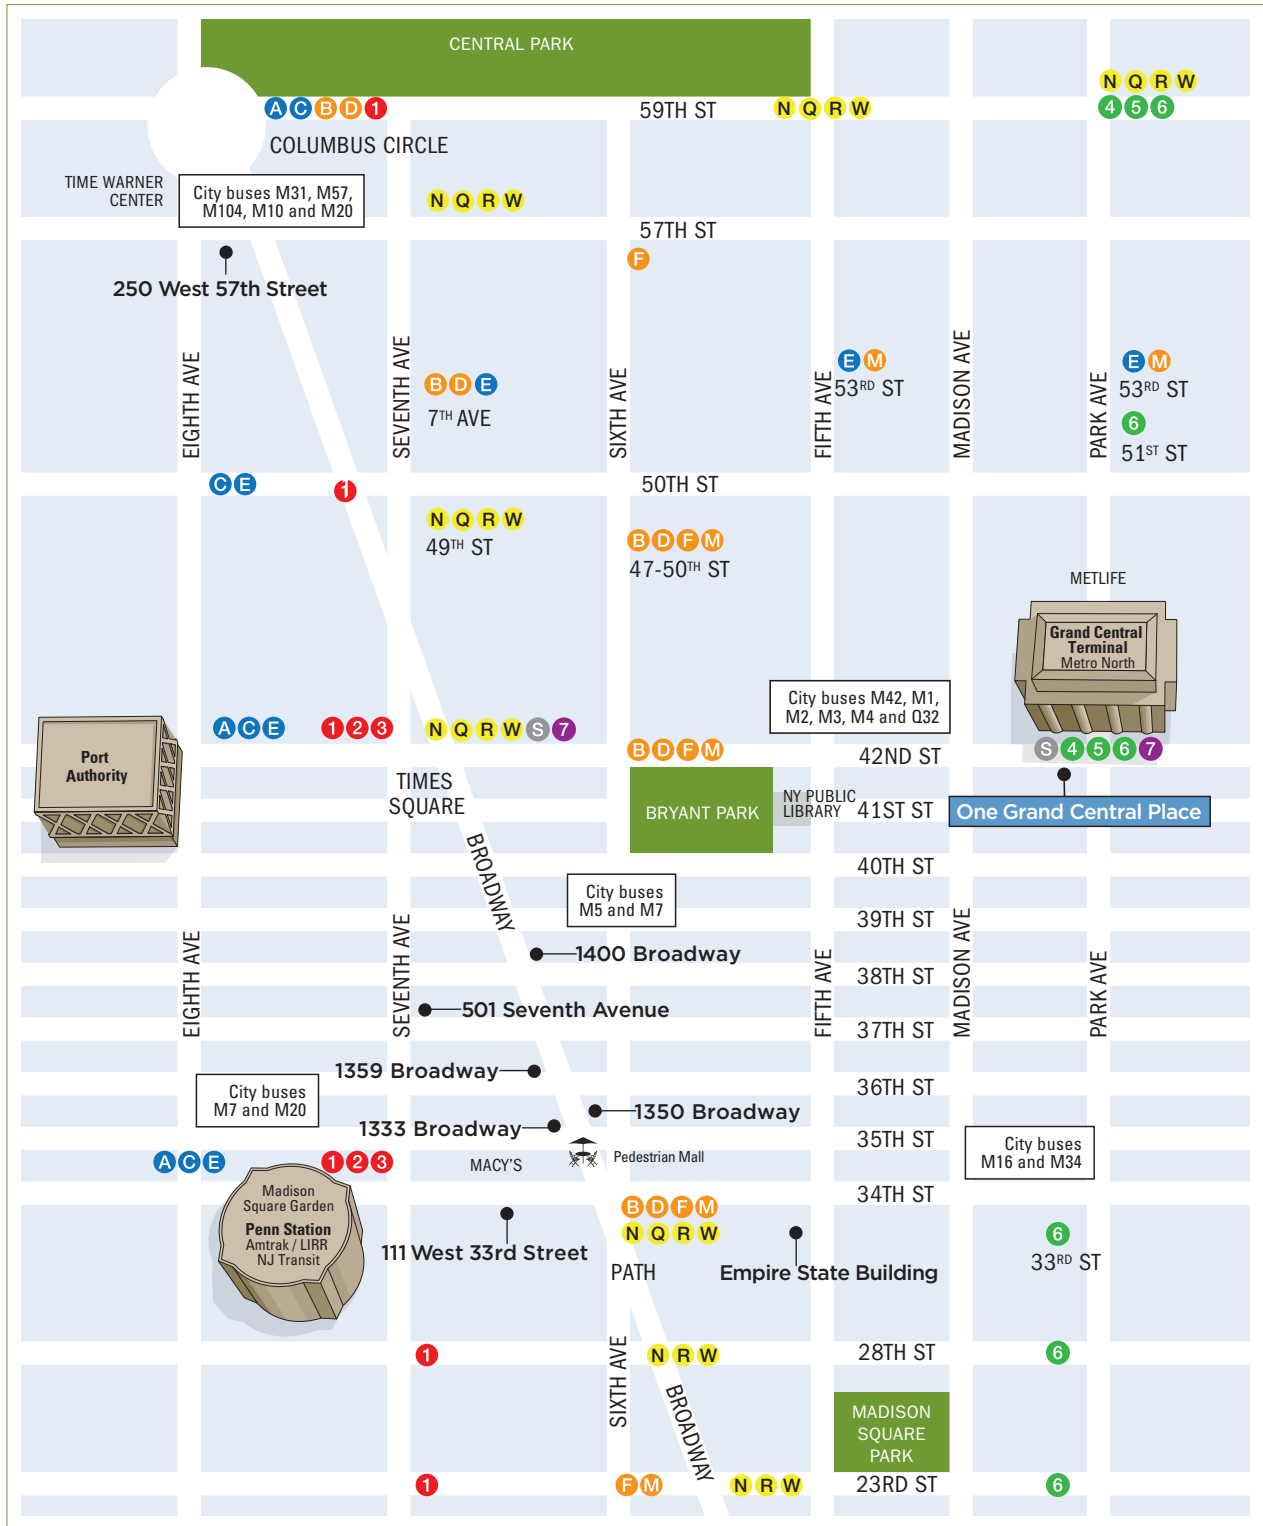 CENTRAL PARK
N Q R W
A C B D 1
59TH ST
N Q R W
4 5 6
COLUMBUS CIRCLE
TIME WARNER
CENTER
City buses M31, M57,
M104, M10 and M20
N Q R W
57TH ST
F
250 West 57th Street
EIGHTH AVE
SEVENTH AVE
SIXTH AVE
FIFTH AVE
MADISON AVE
PARK AVE
B D E
7TH AVE
E M
53RD ST
E M
53RD ST
6
51ST ST
C E
1
50TH ST
N Q R W
49TH ST
B D F M
47-50TH ST
METLIFE
Grand Central
Terminal
Metro North
City buses M42, M1,
M2, M3, M4 and Q32
Port
Authority
A C E
1 2 3
N Q R W S 7
B D F M
42ND ST
S 4 5 6 7
TIMES
SQUARE
BRYANT PARK
NY PUBLIC
LIBRARY
41ST ST
One Grand Central Place
BROADWAY
40TH ST
City buses
M5 and M7
39TH ST
1400 Broadway
38TH ST
EIGHTH AVE
SEVENTH AVE
FIFTH AVE
MADISON AVE
PARK AVE
501 Seventh Avenue
37TH ST
1359 Broadway
36TH ST
City buses
M7 and M20
1350 Broadway
1333 Broadway
35TH ST
City buses
M16 and M34
A C E
1 2 3
MACY'S
Pedestrian Mall
34TH ST
Madison
Square Garden
Penn Station
Amtrak / LIRR
NJ Transit
B D F M
N Q R W
111 West 33rd Street
PATH
Empire State Building
6
33RD ST
1
SIXTH AVE
N R W
28TH ST
6
BROADWAY
MADISON
SQUARE
PARK
1
F M
N R W
23RD ST
6